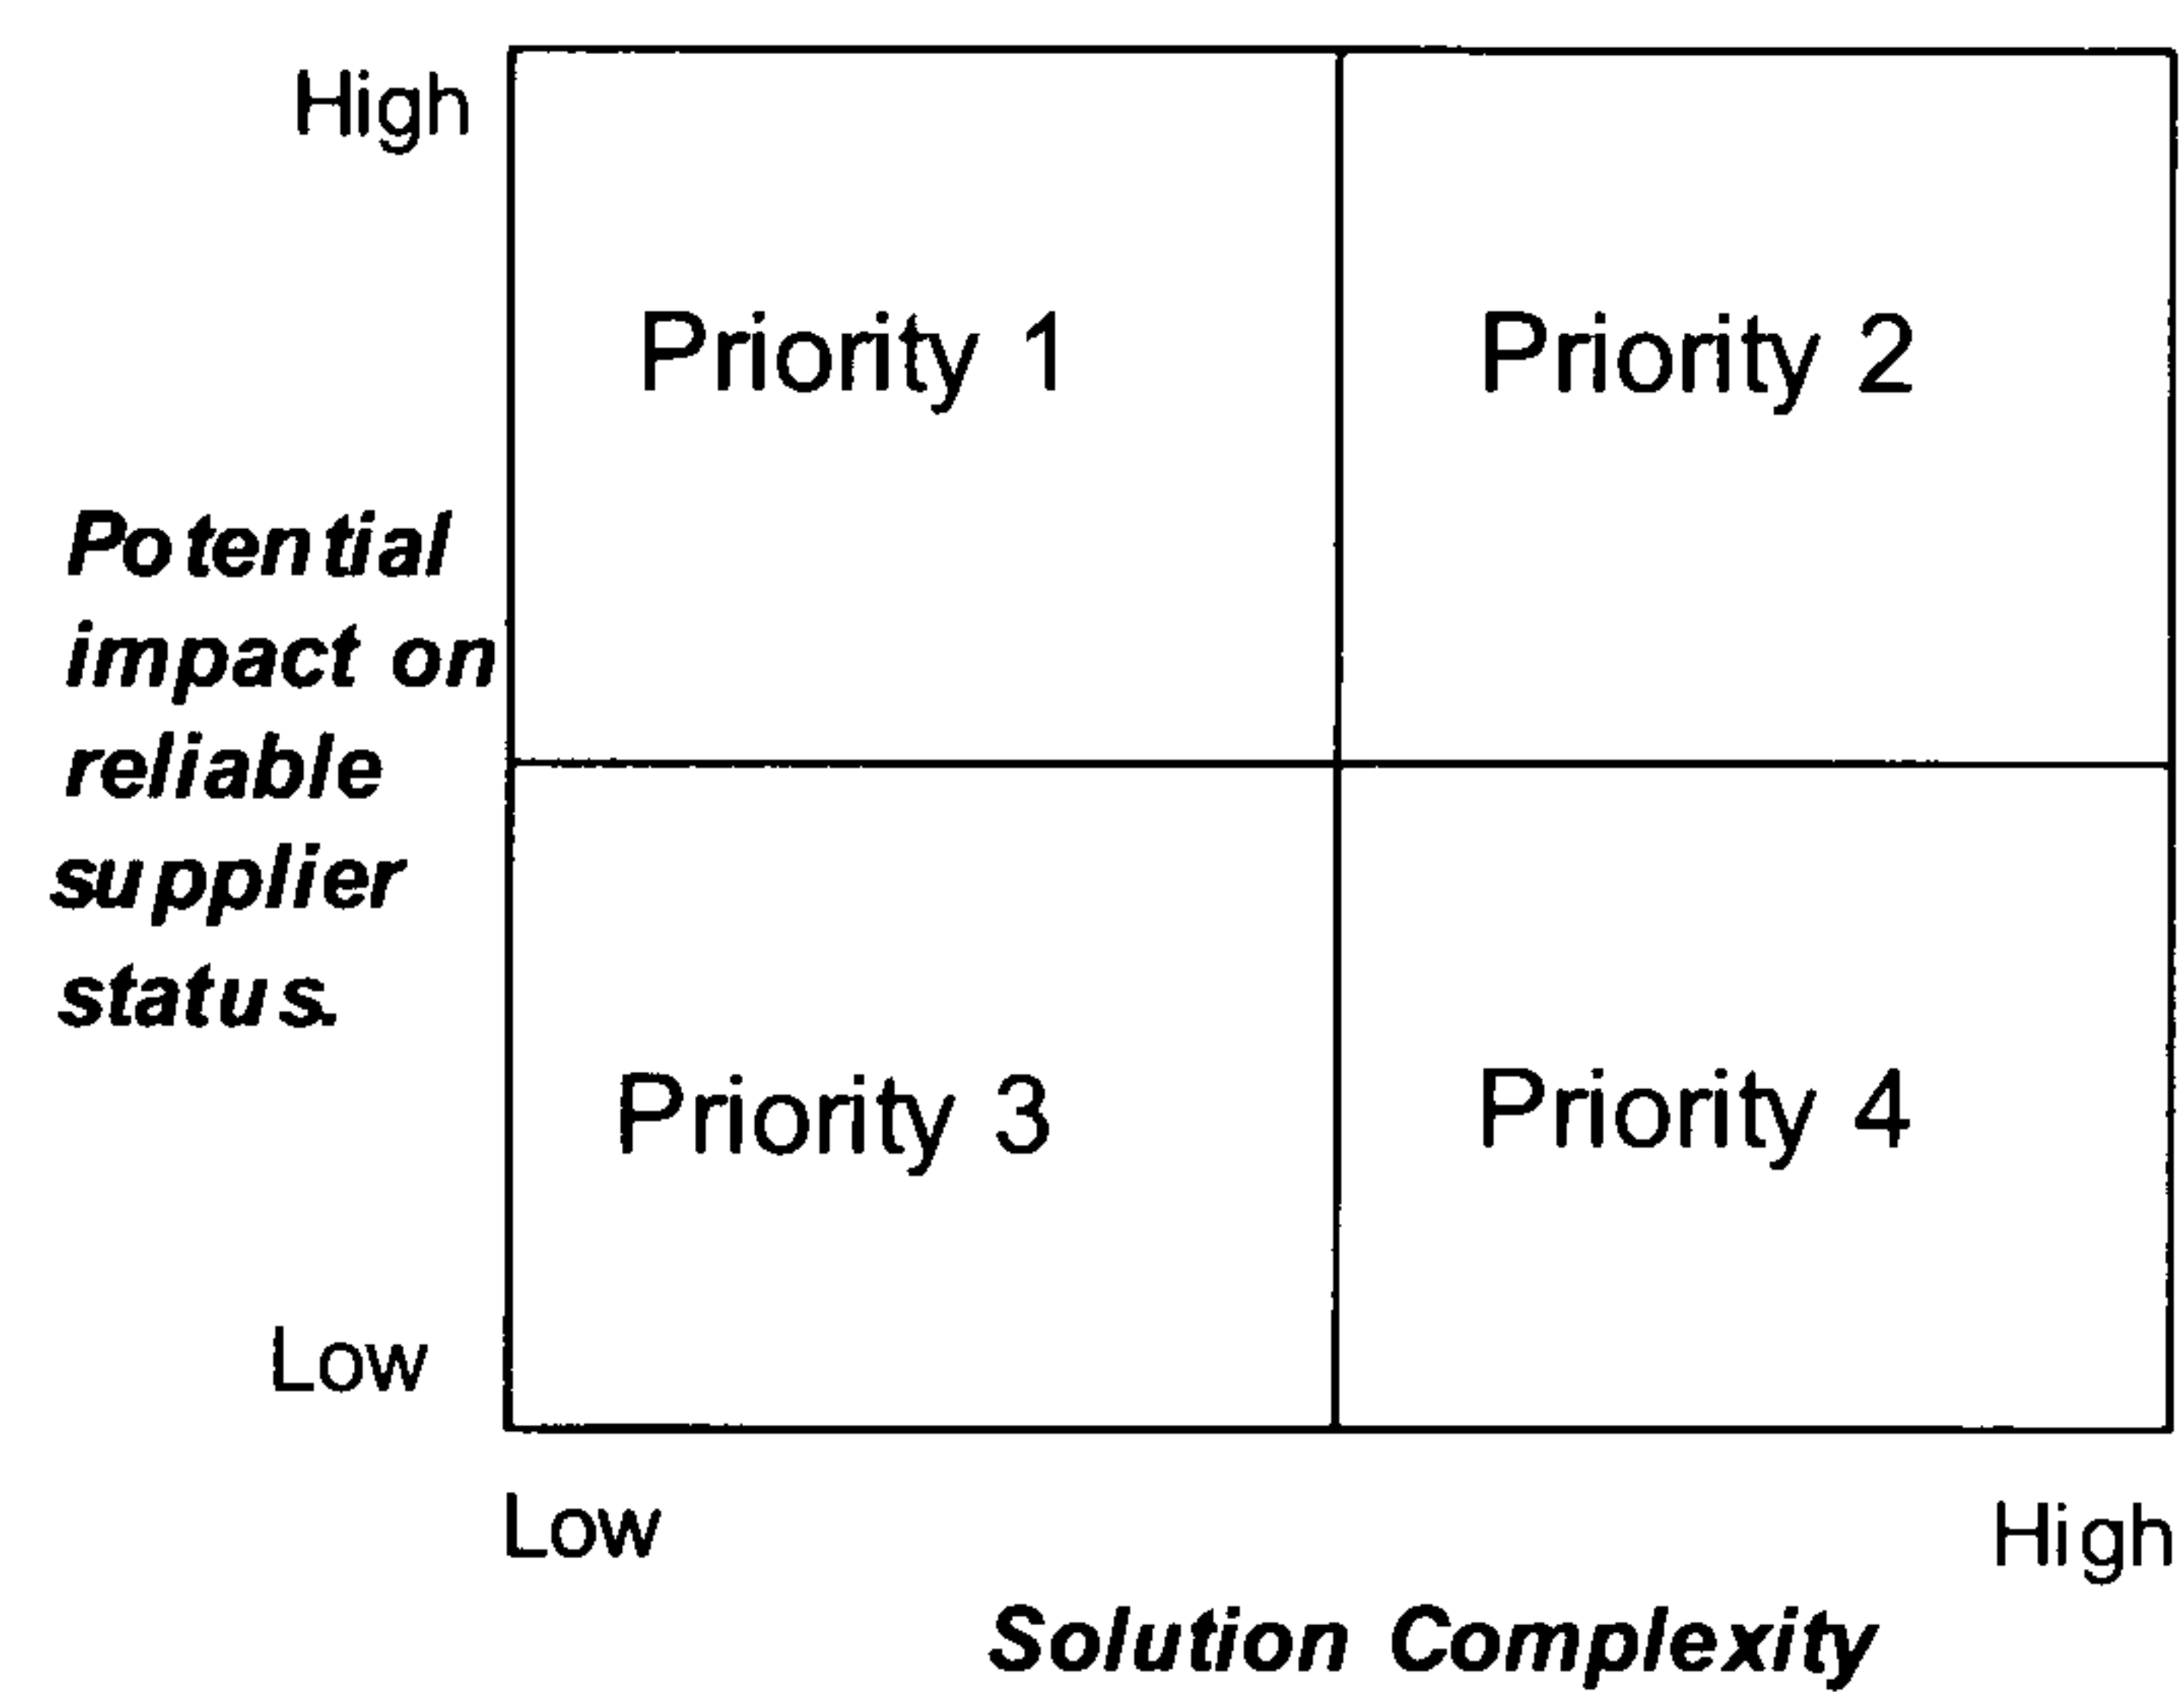 High
Priority 1
Priority 2
Potential
impact on
reliable
supplier
status.
Priority 3
Priority 4
Low
Low
High
Solution Complexity